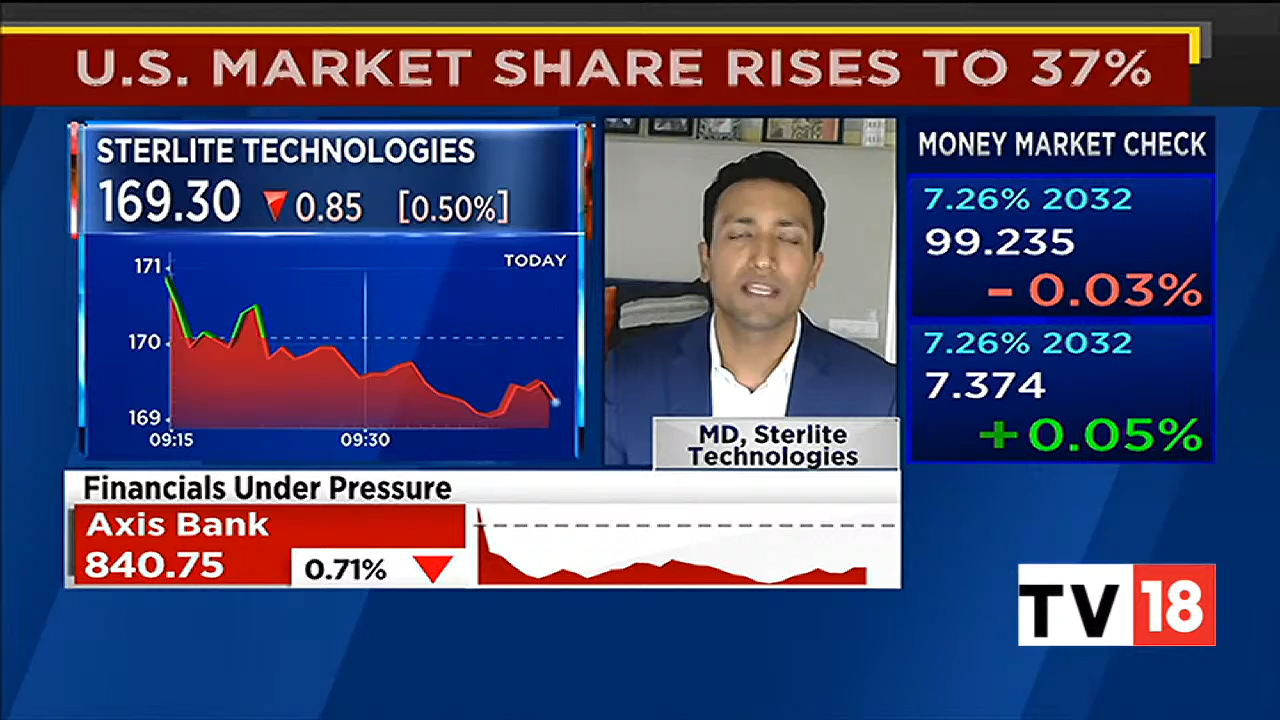 U.S. MARKET SHARE RISES TO 37%
STERLITE TECHNOLOGIES
169.30 ▼ 0.85 [0.50%]
TODAY
171
170
169
09:15 09:30
MD, Sterlite
Technologies
MONEY MARKET CHECK
7.26% 2032
99.235
- 0.03%
7.26% 2032
7.374
+0.05%
Financials Under Pressure
Axis Bank
840.75 0.71% ▼
TV18